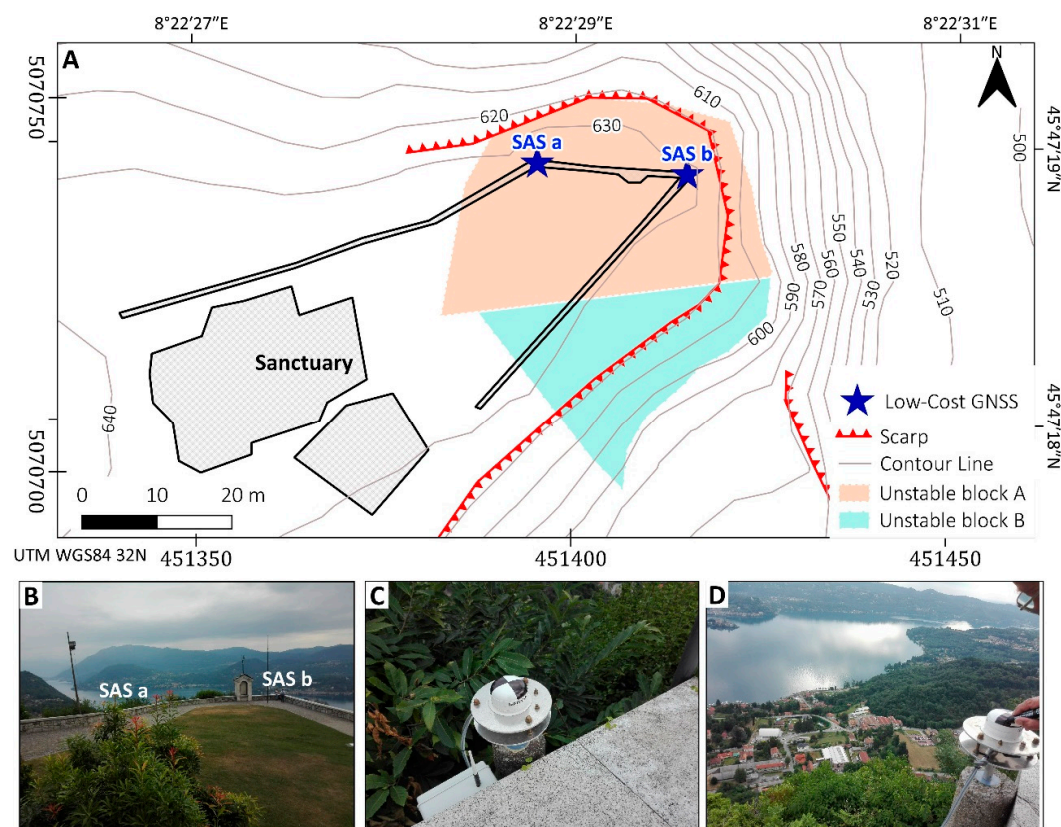 8°22′27″E
8°22′29″E
8°22′31″E
A
N
5070750
5070700
45°47′19″N
45°47′18″N
620
630
610
500
SAS a
SAS b
550
520
580
560
540
590
570
530
510
600
640
Sanctuary
0 10 20 m
Low-Cost GNSS
Scarp
Contour Line
Unstable block A
Unstable block B
UTM WGS84 32N
451350
451400
451450
B
SAS a
SAS b
C
D